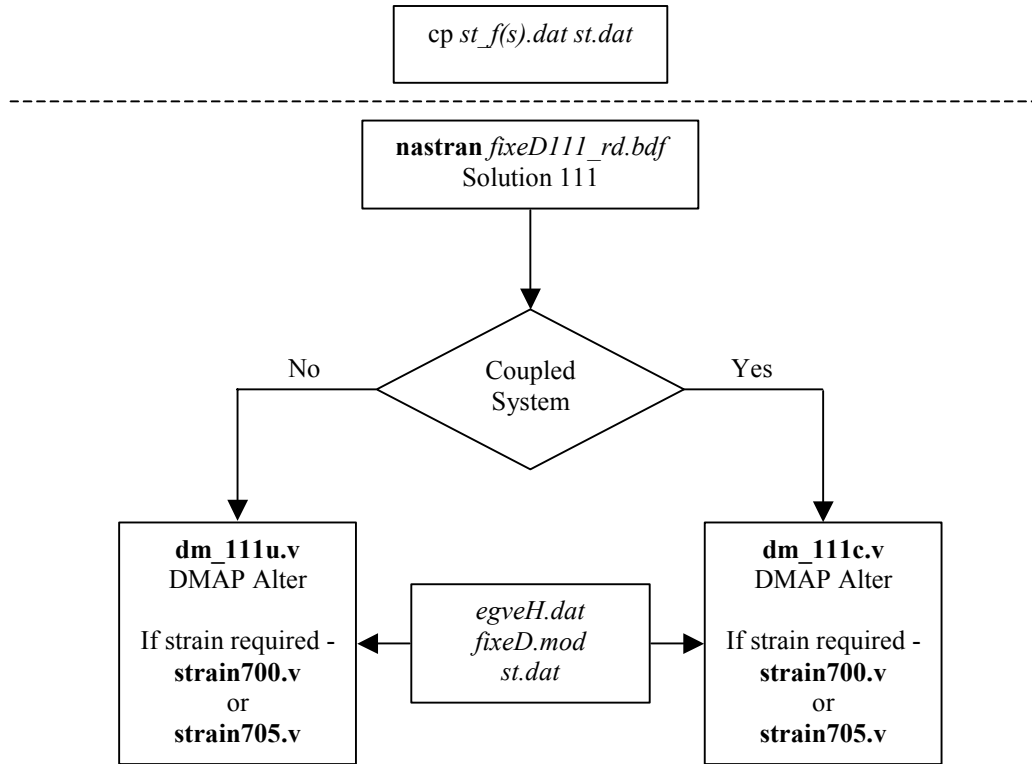 cp st_f(s).dat st.dat
nastran fixeD111_rd.bdf
Solution 111
No
Coupled
System
Yes
dm_111u.v
DMAP Alter
If strain required -
strain700.v
or
strain705.v
egveH.dat
fixeD.mod
st.dat
dm_111c.v
DMAP Alter
If strain required -
strain700.v
or
strain705.v